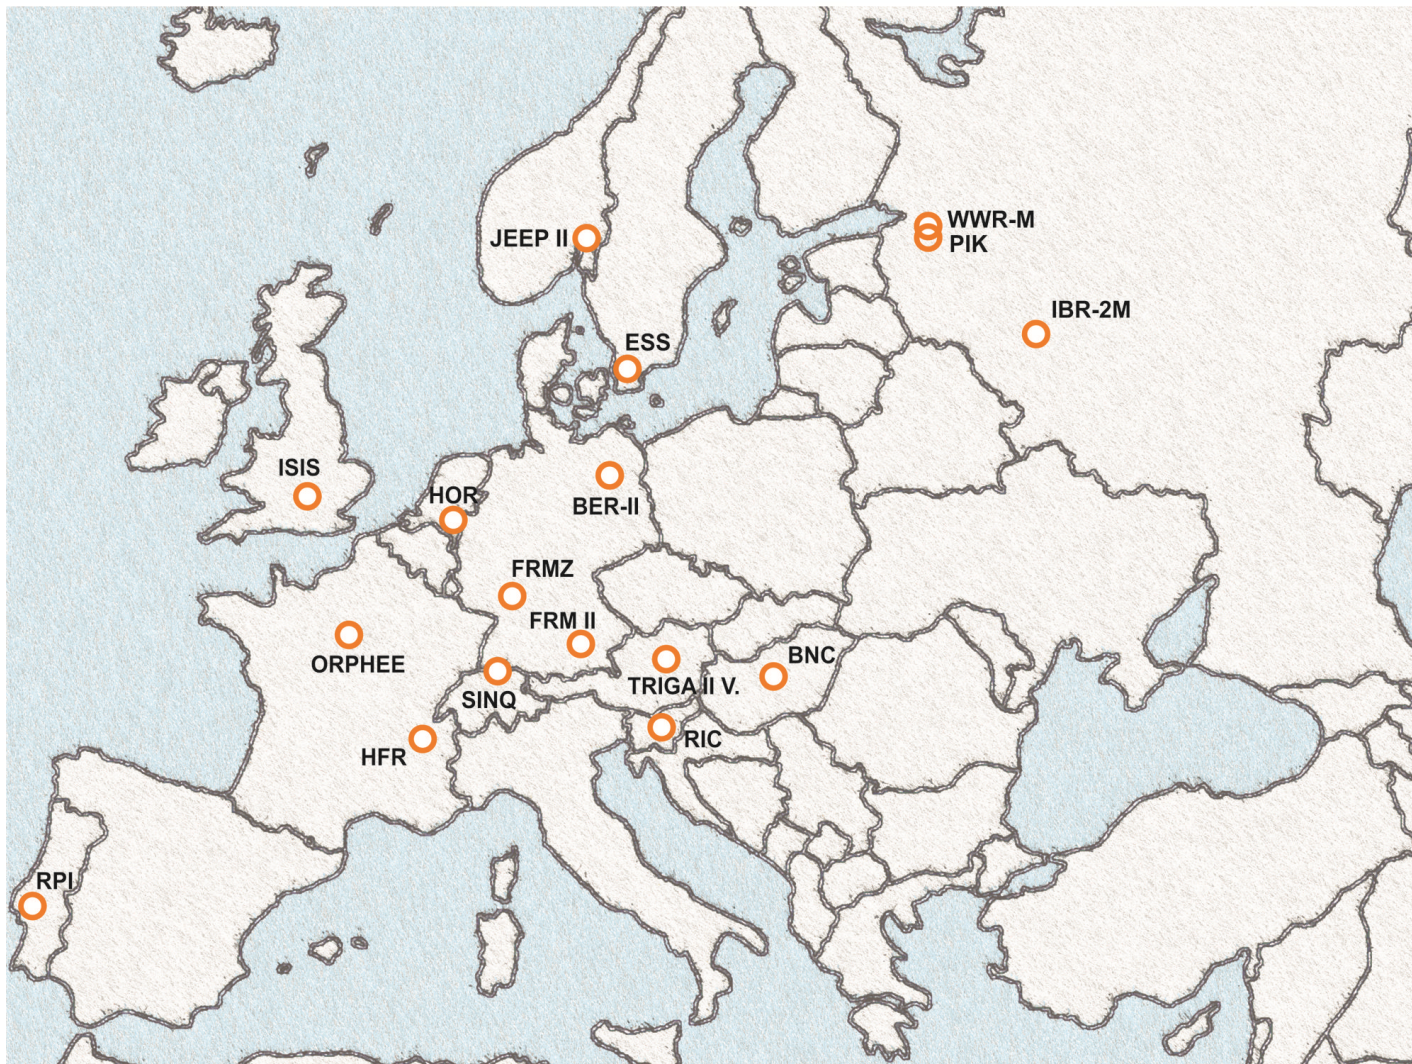 WWR-M
JEEP II
PIK
IBR-2M
ESS
ISIS
HOR
BER-II
FRMZ
FRM II
ORPHEE
BNC
TRIGA II V.
SINQ
RIC
HFR
RPI